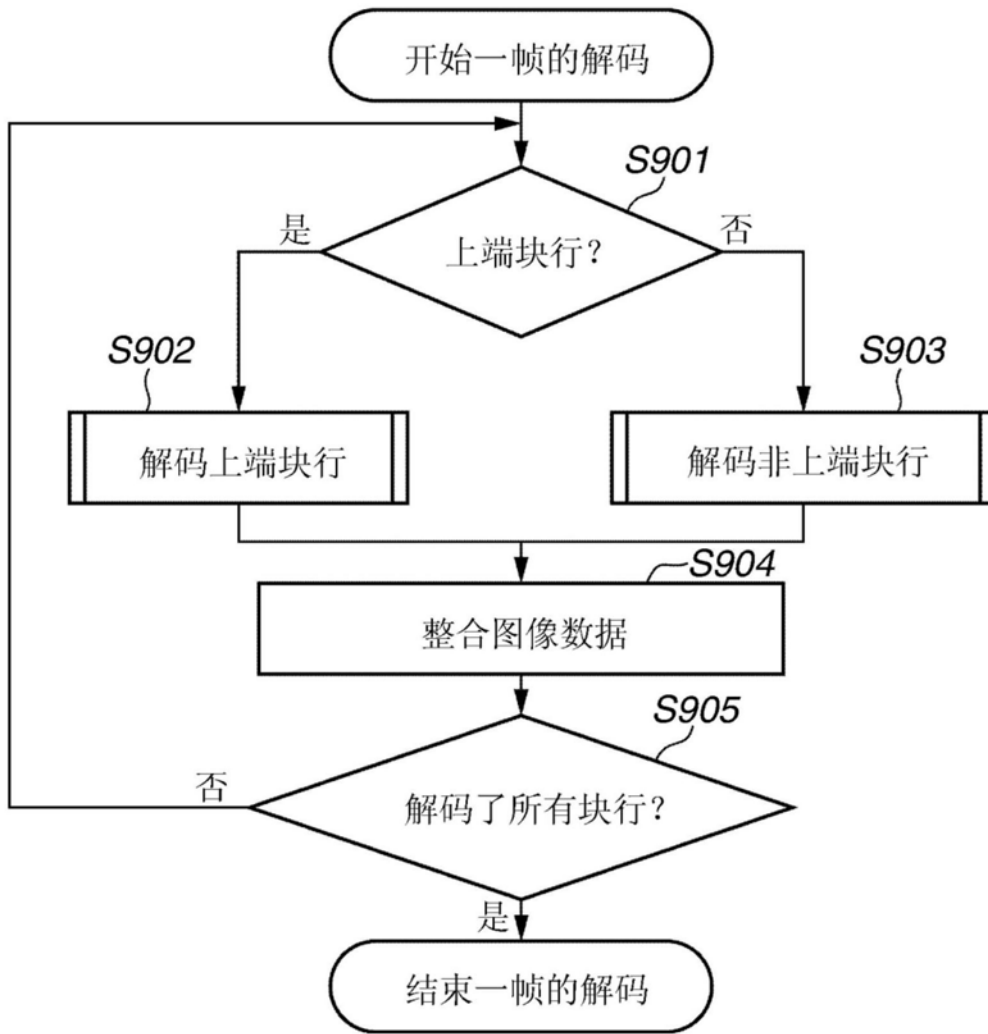 开始一帧的解码
S901
是
上端块行？
否
S902
S903
解码上端块行
解码非上端块行
S904
整合图像数据
S905
否
解码了所有块行？
是
结束一帧的解码